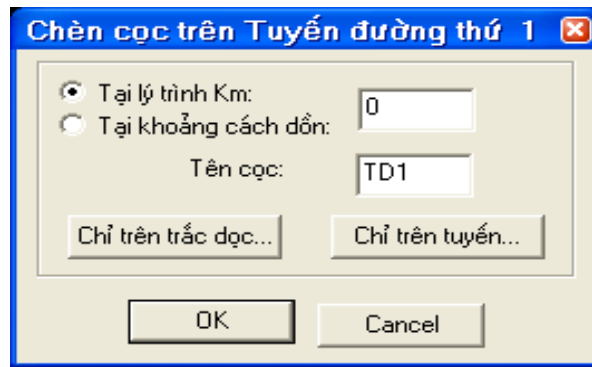 Chèn cọc trên Tuyến đường thứ 1
Tại lý trình Km:
0
Tại khoảng cách dồn:
Tên cọc:
TD1
Chỉ trên trắc dọc...
Chỉ trên tuyến...
OK
Cancel